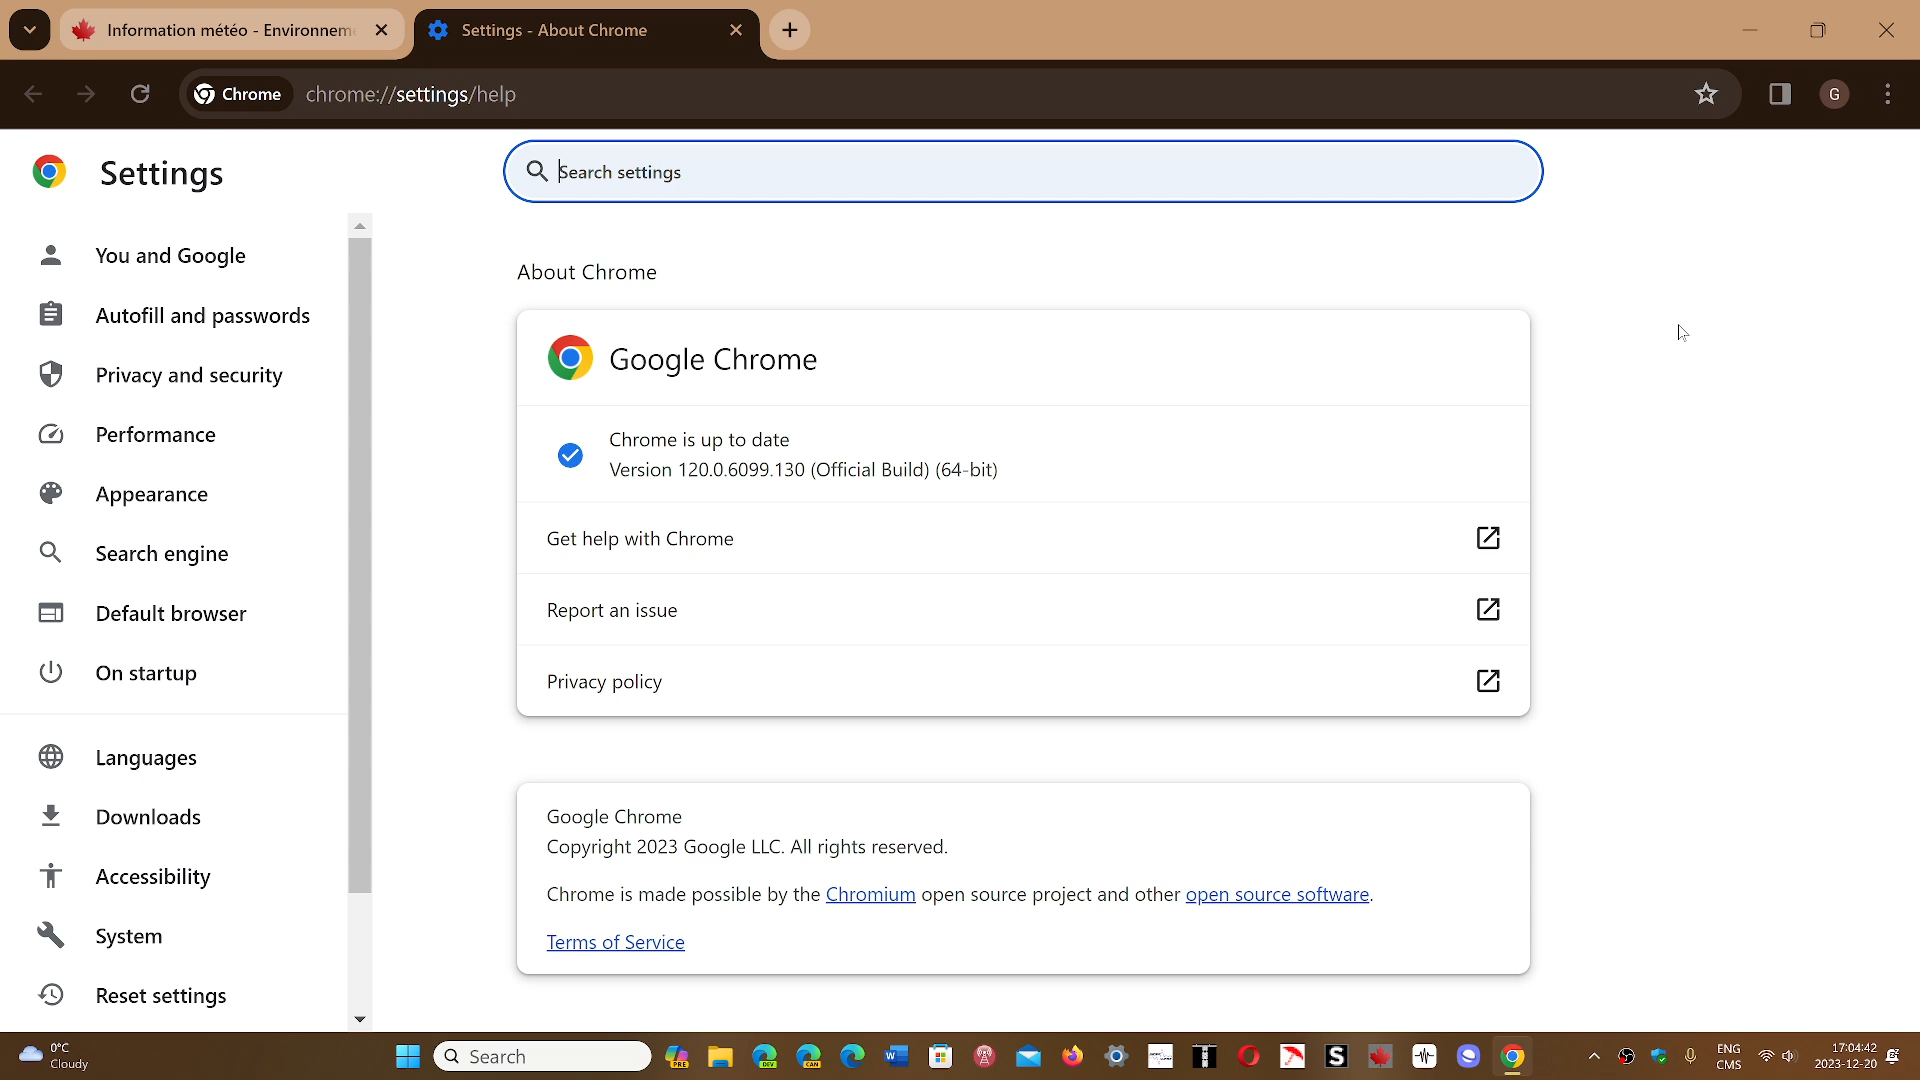 Information météo - Environnem
Settings - About Chrome
Chrome
chrome://settings/help
G
Settings
Search settings
You and Google
Autofill and passwords
Privacy and security
Performance
Appearance
Search engine
Default browser
On startup
Languages
Downloads
Accessibility
System
Reset settings
About Chrome
Google Chrome
Chrome is up to date
Version 120.0.6099.130 (Official Build) (64-bit)
Get help with Chrome
Report an issue
Privacy policy
Google Chrome
Copyright 2023 Google LLC. All rights reserved.
Chrome is made possible by the Chromium open source project and other open source software.
Terms of Service
0°C
Cloudy
Search
PRE
DEV
CAN
W
S
ENG
CMS
17:04:42
2023-12-20